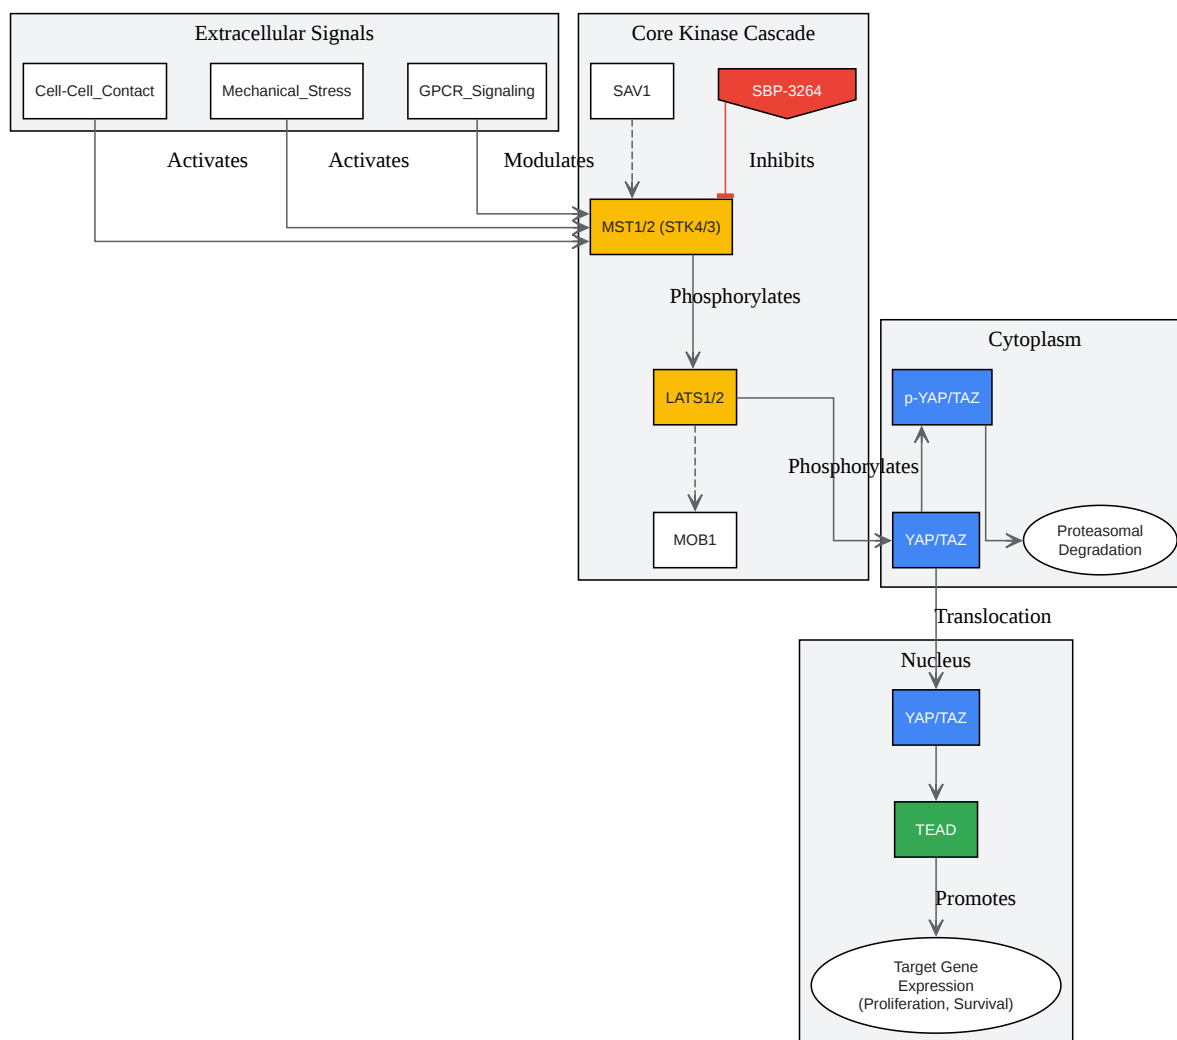 Extracellular Signals
Core Kinase Cascade
Cell-Cell_Contact
Mechanical_Stress
GPCR_Signaling
SAV1
SBP-3264
Activates
Activates
Modulates
Inhibits
MST1/2 (STK4/3)
Phosphorylates
Cytoplasm
LATS1/2
p-YAP/TAZ
Phosphorylates
MOB1
YAP/TAZ
Proteasomal
Degradation
Translocation
Nucleus
YAP/TAZ
TEAD
Promotes
Target Gene
Expression
(Proliferation, Survival)